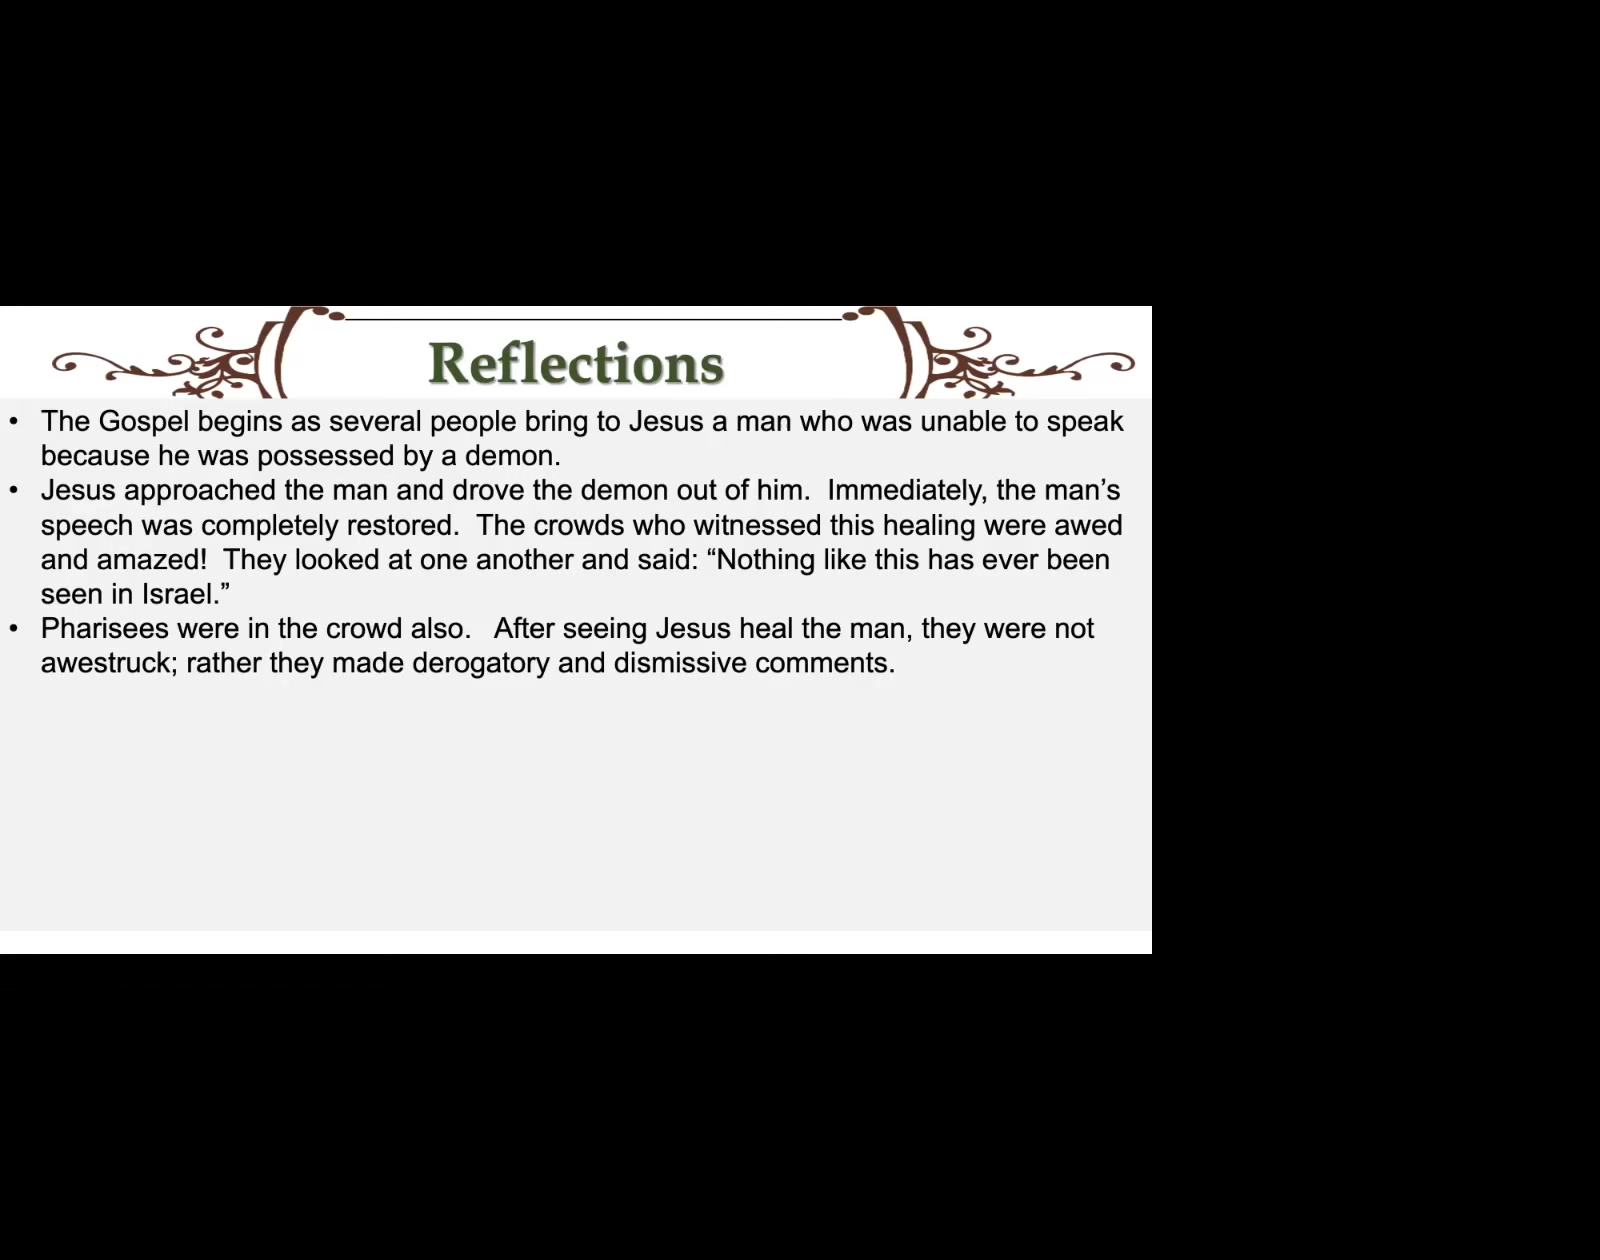 Reflections
• The Gospel begins as several people bring to Jesus a man who was unable to speak
because he was possessed by a demon.
• Jesus approached the man and drove the demon out of him.  Immediately, the man’s
speech was completely restored.  The crowds who witnessed this healing were awed
and amazed!  They looked at one another and said: “Nothing like this has ever been
seen in Israel.”
• Pharisees were in the crowd also.   After seeing Jesus heal the man, they were not
awestruck; rather they made derogatory and dismissive comments.